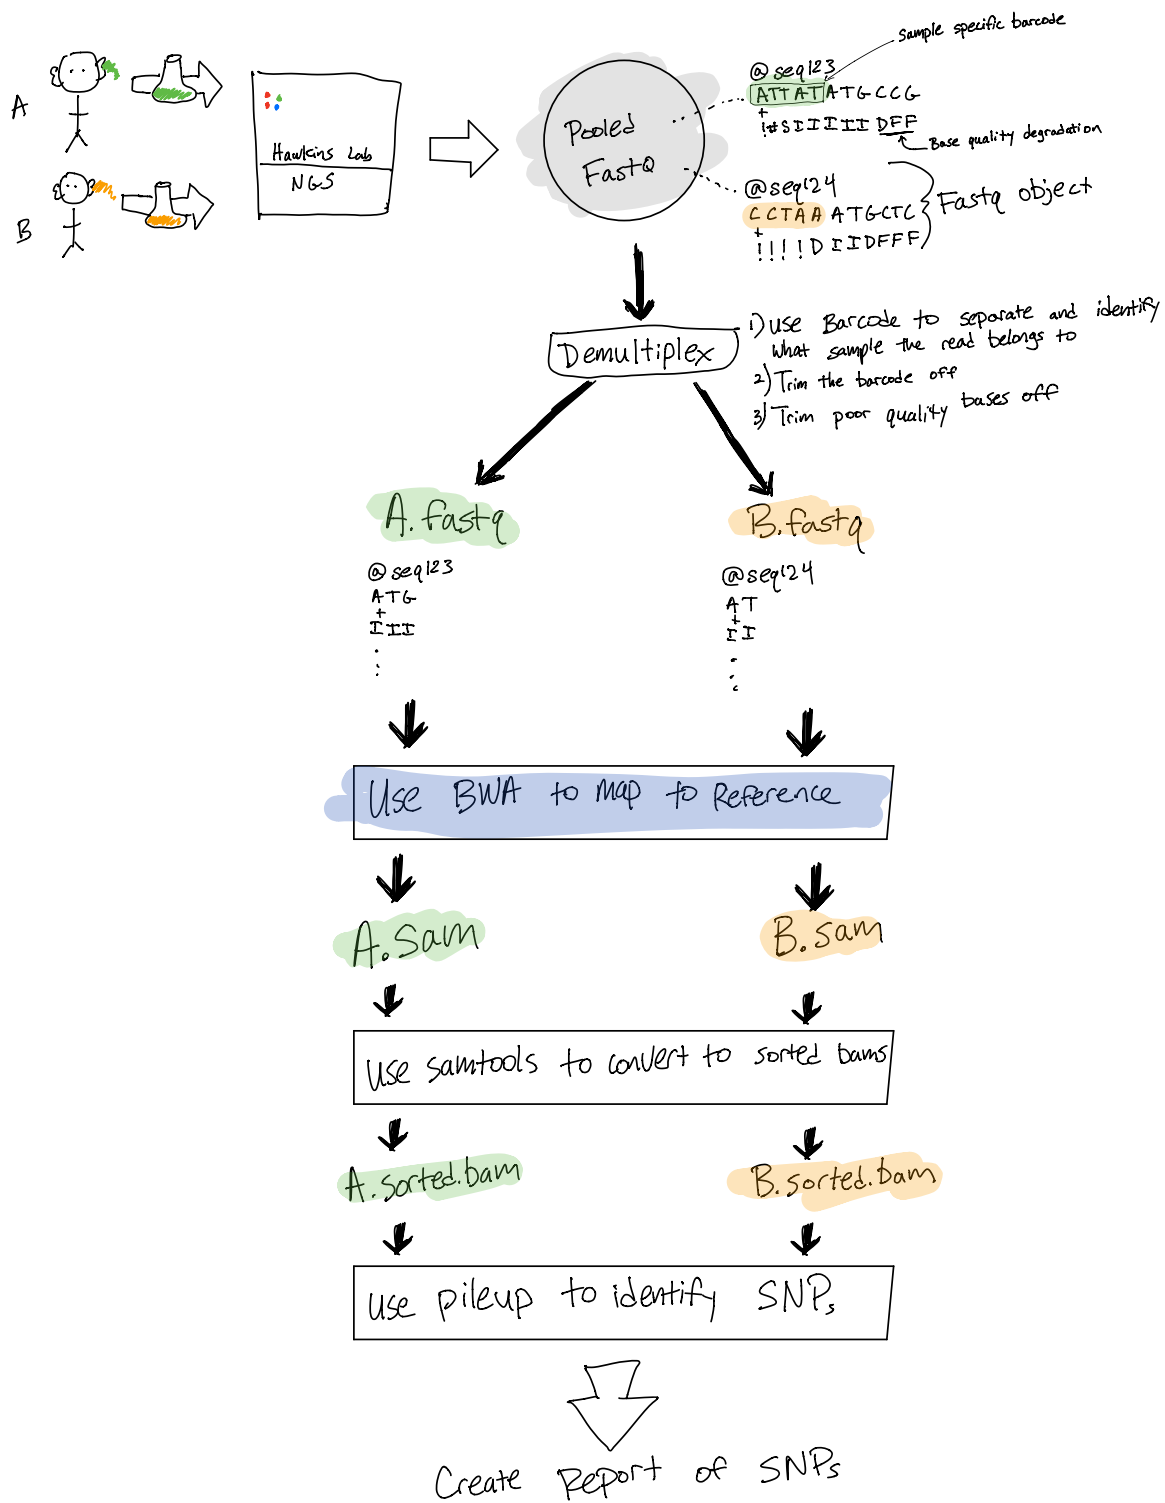 A
B
Hawkins Lab
NGS
Pooled
FastQ
Sample specific barcode
@seq123
ATTATATGCCG
+
!#SIIIIIDFF
Base quality degradation
@seq124
CCTAA ATGCTC
+
!!!!DIIDFFF
Fastq object
Demultiplex
1) Use Barcode to separate and identify
what sample the read belongs to
2) Trim the barcode off
3) Trim poor quality bases off
A.fastq
@seq123
ATG
+
III
B.fastq
@seq124
AT
+
II
Use BWA to map to Reference
A.sam
B.sam
Use samtools to convert to sorted bams
A.sorted.bam
B.sorted.bam
Use pileup to identify SNPs
Create Report of SNPs